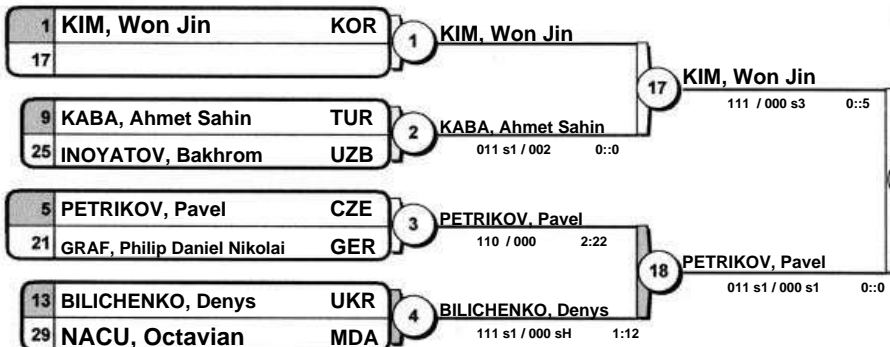 1 KIM, Won Jin KOR
17
1 KIM, Won Jin
9 KABA, Ahmet Sahin TUR
25 INOYATOV, Bakhrom UZB
2 KABA, Ahmet Sahin
011 s1 / 002 0::0
17 KIM, Won Jin
111 / 000 s3 0::5
5 PETRIKOV, Pavel CZE
21 GRAF, Philip Daniel Nikolai GER
3 PETRIKOV, Pavel
110 / 000 2:22
13 BILICHENKO, Denys UKR
29 NACU, Octavian MDA
4 BILICHENKO, Denys
111 s1 / 000 sH 1:12
18 PETRIKOV, Pavel
011 s1 / 000 s1 0::0